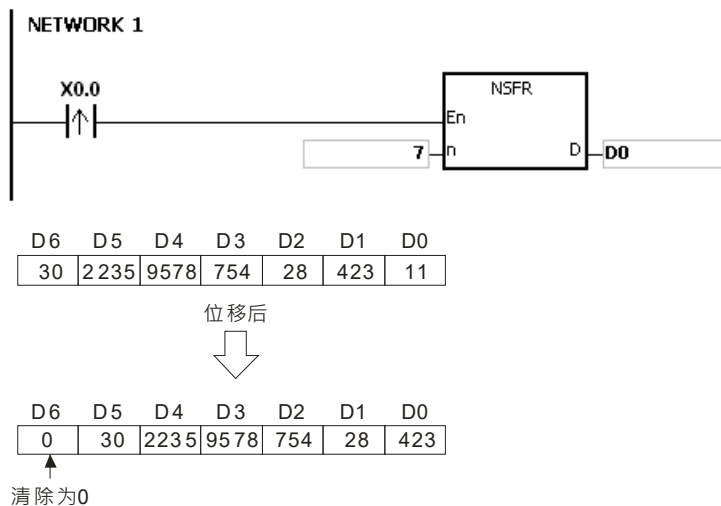 NETWORK 1
X0.0
NSFR
En
7 n D D0
D6 D5 D4 D3 D2 D1 D0
30 2235 9578 754 28 423 11
位移后
D6 D5 D4 D3 D2 D1 D0
0 30 2235 9578 754 28 423
清除为0